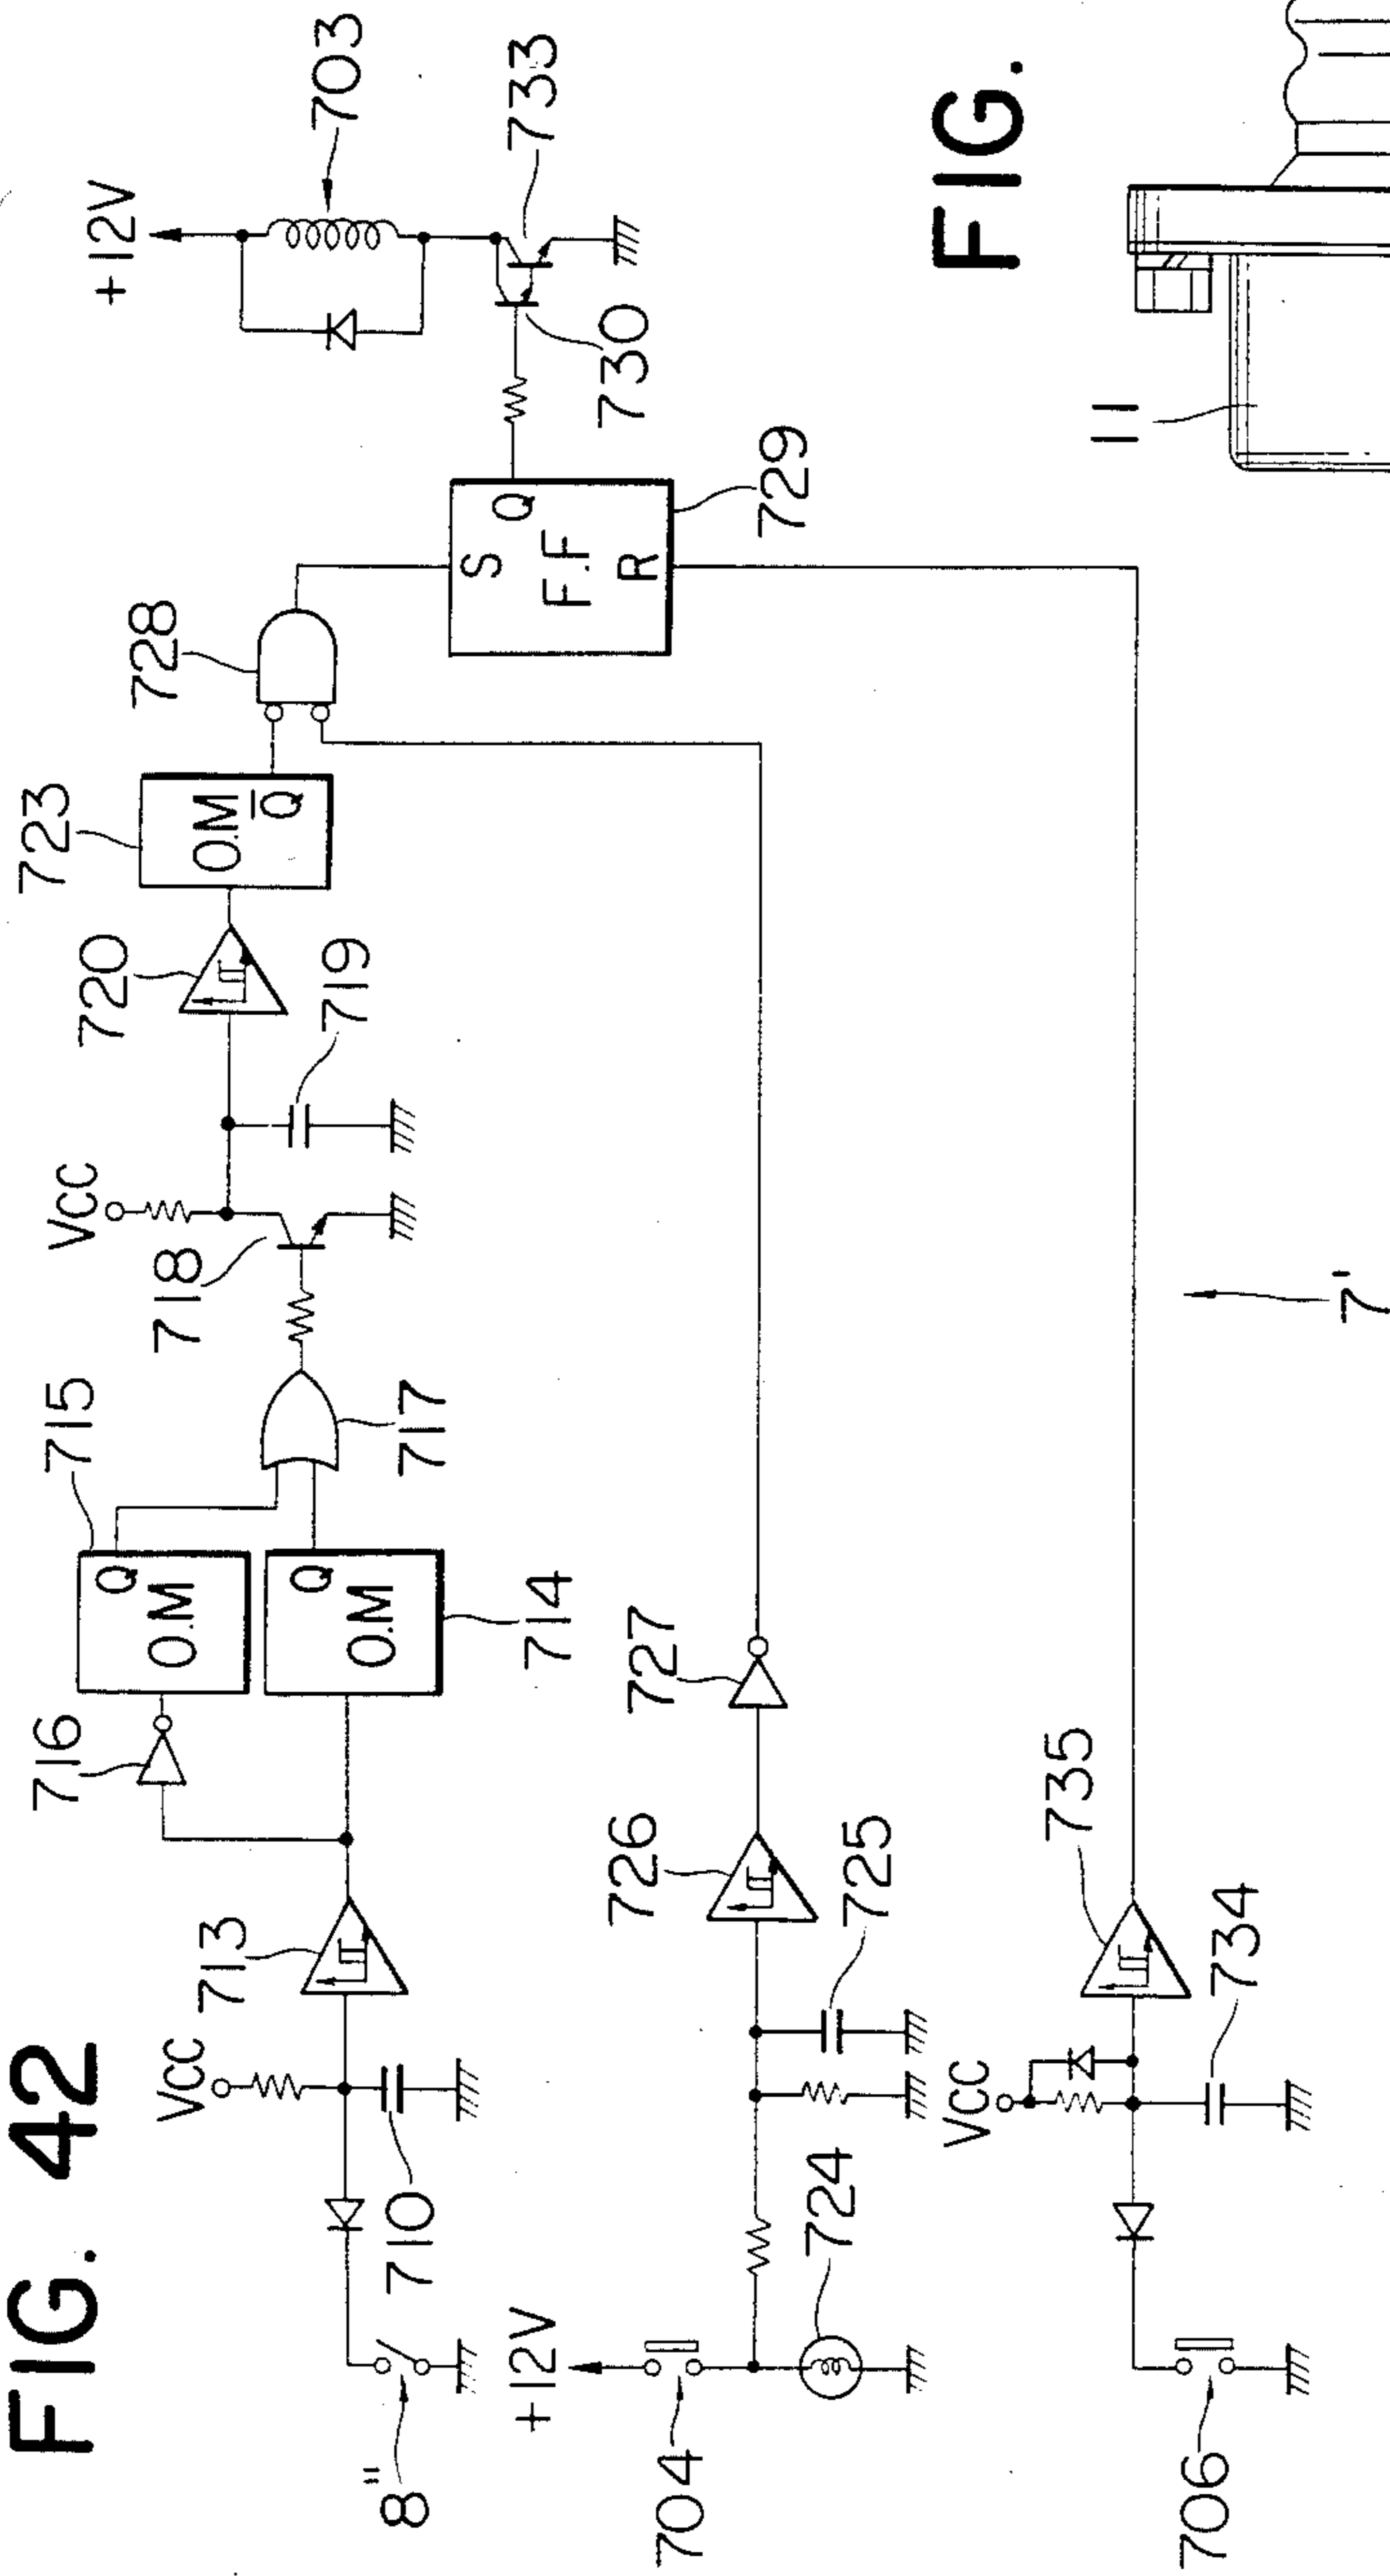 FIG. 42
8"
VCC
710
713
716
715
Q
O.M
Q
O.M
714
717
718
VCC
719
720
723
O.M
Q̅
728
S
Q
F.F
R
729
730
733
+12V
703
+12V
704
724
725
726
727
706
VCC
734
735
7'
FIG.
11